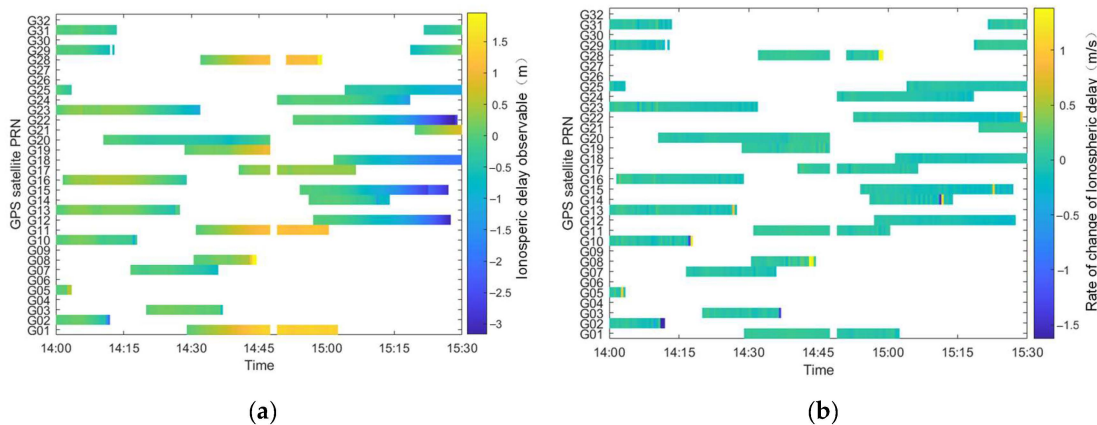 G32
G31
G30
G29
G28
G27
G26
G25
G24
G23
G22
G21
G20
G19
G18
G17
G16
G15
G14
G13
G12
G11
G10
G09
G08
G07
G06
G05
G04
G03
G02
G01
GPS satellite PRN
14:00 14:15 14:30 14:45 15:00 15:15 15:30
Time
1.5
1
0.5
0
-0.5
-1
-1.5
-2
-2.5
-3
Ionospheric delay observable（m）
(a)
G32
G31
G30
G29
G28
G27
G26
G25
G24
G23
G22
G21
G20
G19
G18
G17
G16
G15
G14
G13
G12
G11
G10
G09
G08
G07
G06
G05
G04
G03
G02
G01
GPS satellite PRN
14:00 14:15 14:30 14:45 15:00 15:15 15:30
Time
1
0.5
0
-0.5
-1
-1.5
Rate of change of Ionospheric delay（m/s）
(b)